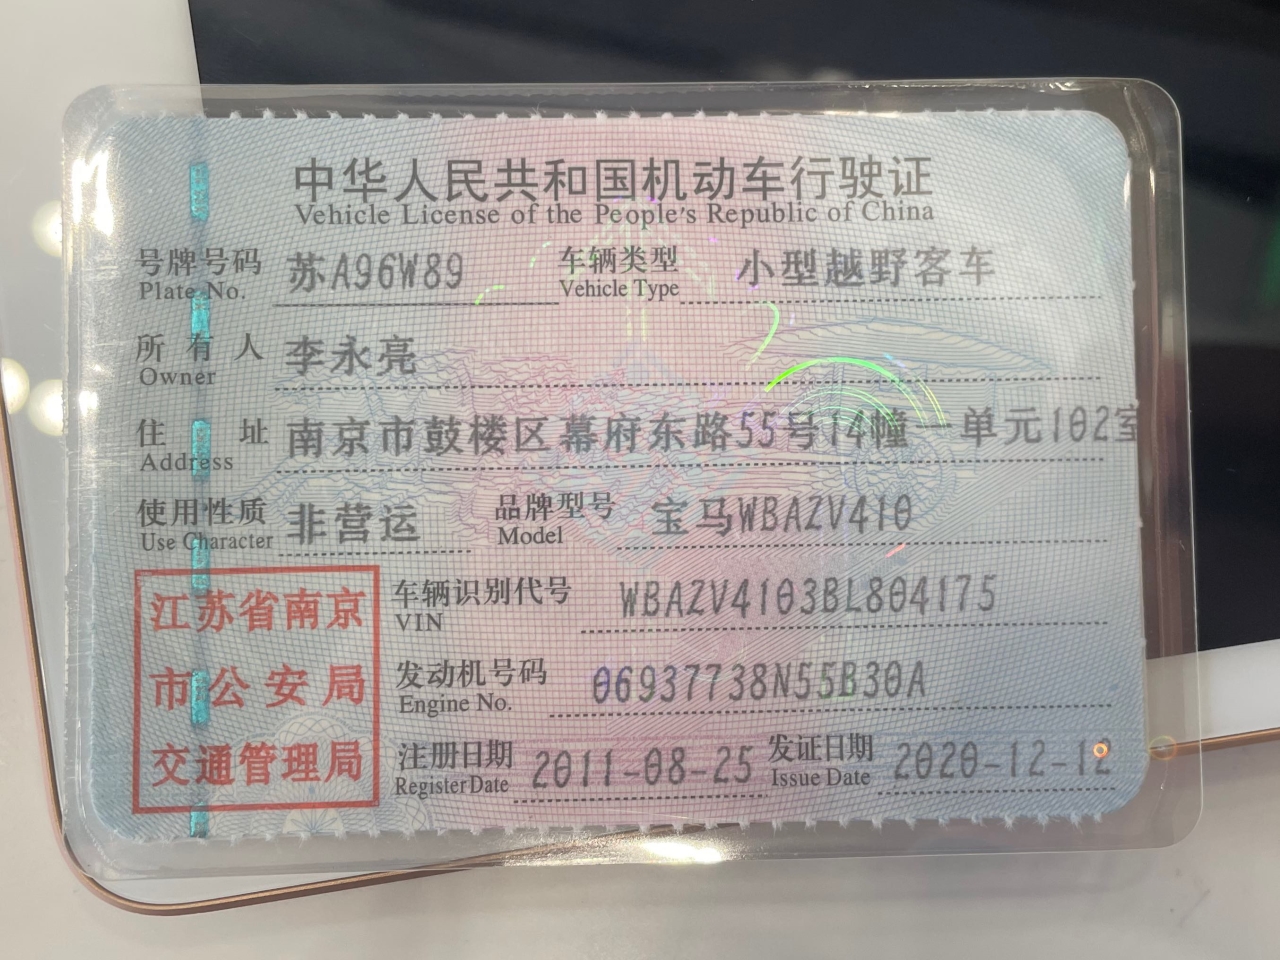 中华人民共和国机动车行驶证
Vehicle License of the People's Republic of China
号牌号码 苏A96W89 车辆类型 小型越野客车
Plate No. Vehicle Type
所有人 李永亮
Owner
住址 南京市鼓楼区幕府东路55号14幢一单元102室
Address
使用性质 非营运 品牌型号 宝马WBAZV410
Use Character Model
江苏省南京
市公安局
交通管理局
车辆识别代号 WBAZV4103BL804175
VIN
发动机号码 06937738N55B30A
Engine No.
注册日期 2011-08-25 发证日期 2020-12-12
Register Date Issue Date